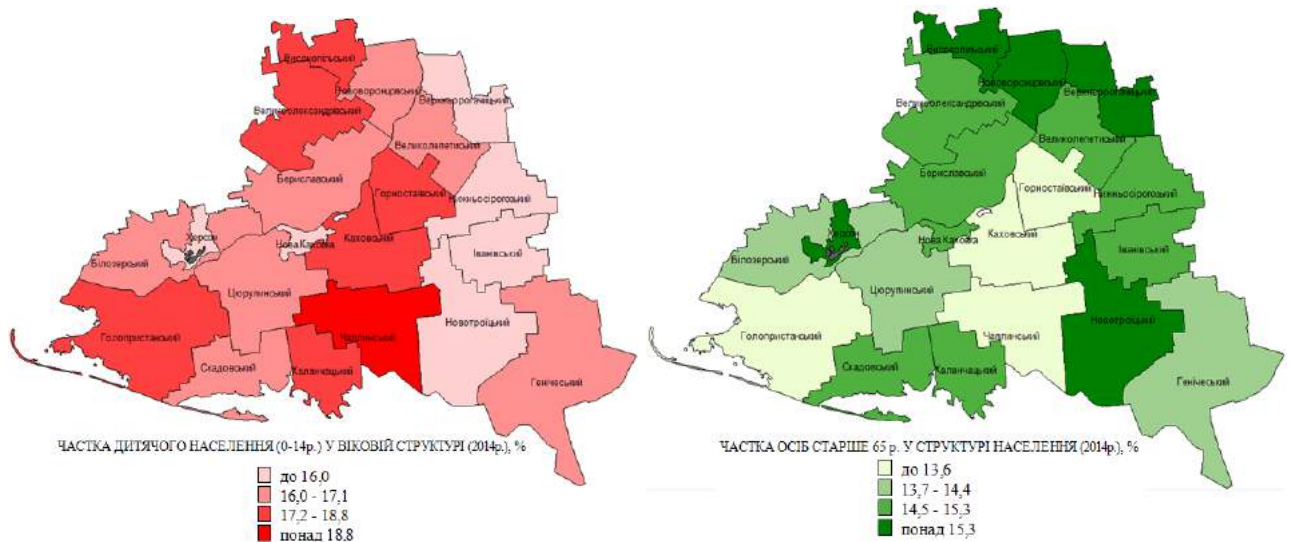 Високопільський
Нововоронцовський
Верхньорогачицький
Великоолександрівський
Великолепетиський
Бериславський
Горностаївський
Нижньосірогозький
Херсон
Нова Каховка
Каховський
Іванівський
Білозерський
Цюрупинський
Голопристанський
Чаплинський
Новотроїцький
Скадовський
Каланчацький
Генічеський
ЧАСТКА ДИТЯЧОГО НАСЕЛЕННЯ (0-14р.) У ВІКОВІЙ СТРУКТУРІ (2014р.), %
до 16,0
16,0 - 17,1
17,2 - 18,8
понад 18,8
Високопільський
Нововоронцовський
Верхньорогачицький
Великоолександрівський
Великолепетиський
Бериславський
Горностаївський
Нижньосірогозький
Херсон
Нова Каховка
Каховський
Іванівський
Білозерський
Цюрупинський
Голопристанський
Чаплинський
Новотроїцький
Скадовський
Каланчацький
Генічеський
ЧАСТКА ОСІБ СТАРШЕ 65 р. У СТРУКТУРІ НАСЕЛЕННЯ (2014р.), %
до 13,6
13,7 - 14,4
14,5 - 15,3
понад 15,3